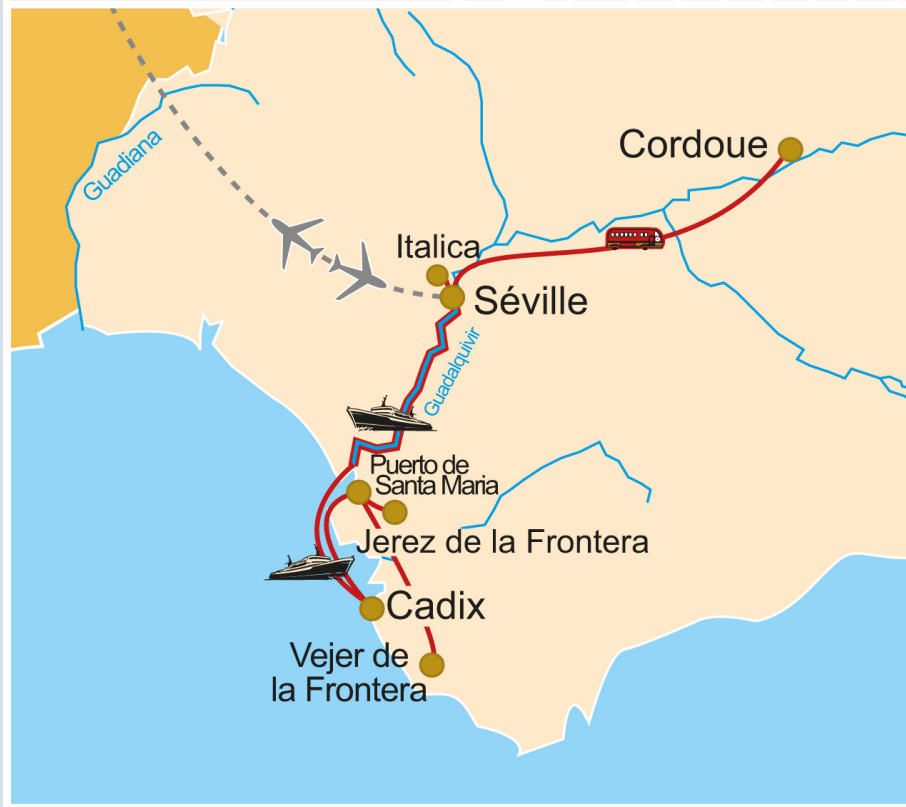 Guadiana
Cordoue
Italica
Séville
Guadalquivir
Puerto de
Santa Maria
Jerez de la Frontera
Cadix
Vejer de
la Frontera